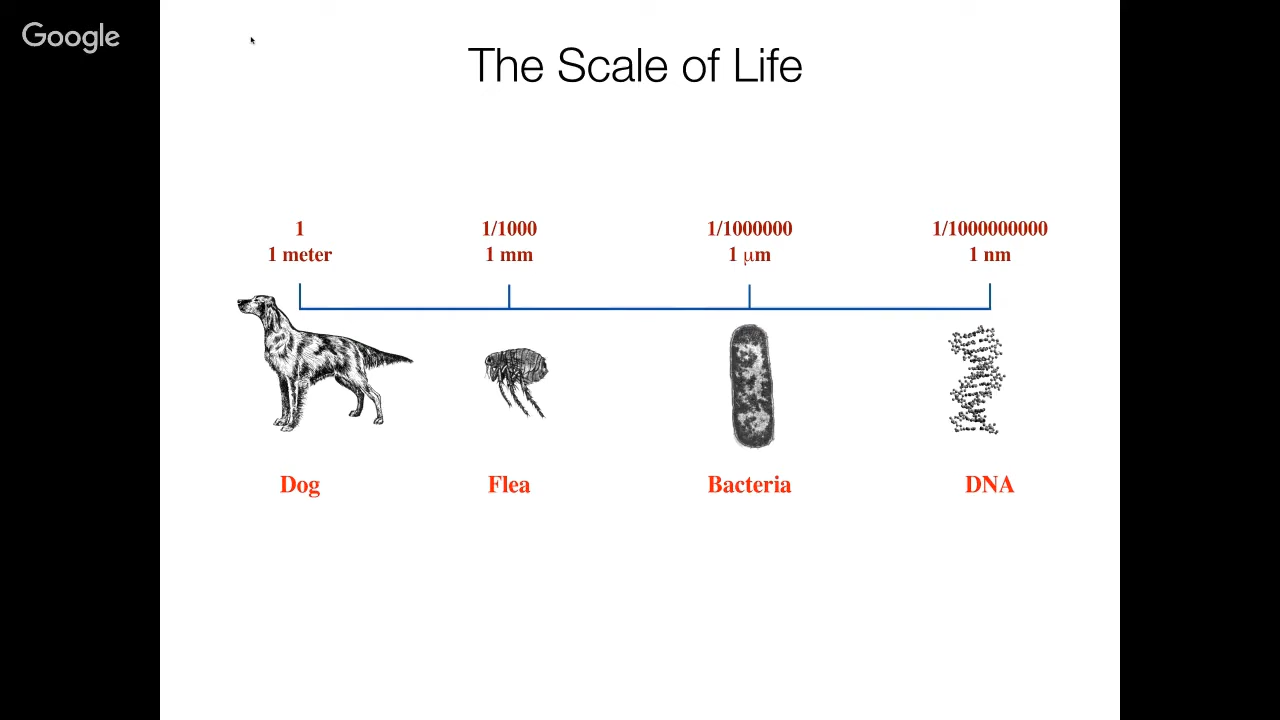 Google
The Scale of Life
1 1/1000 1/1000000 1/1000000000
1 meter 1 mm 1 μm 1 nm
Dog Flea Bacteria DNA